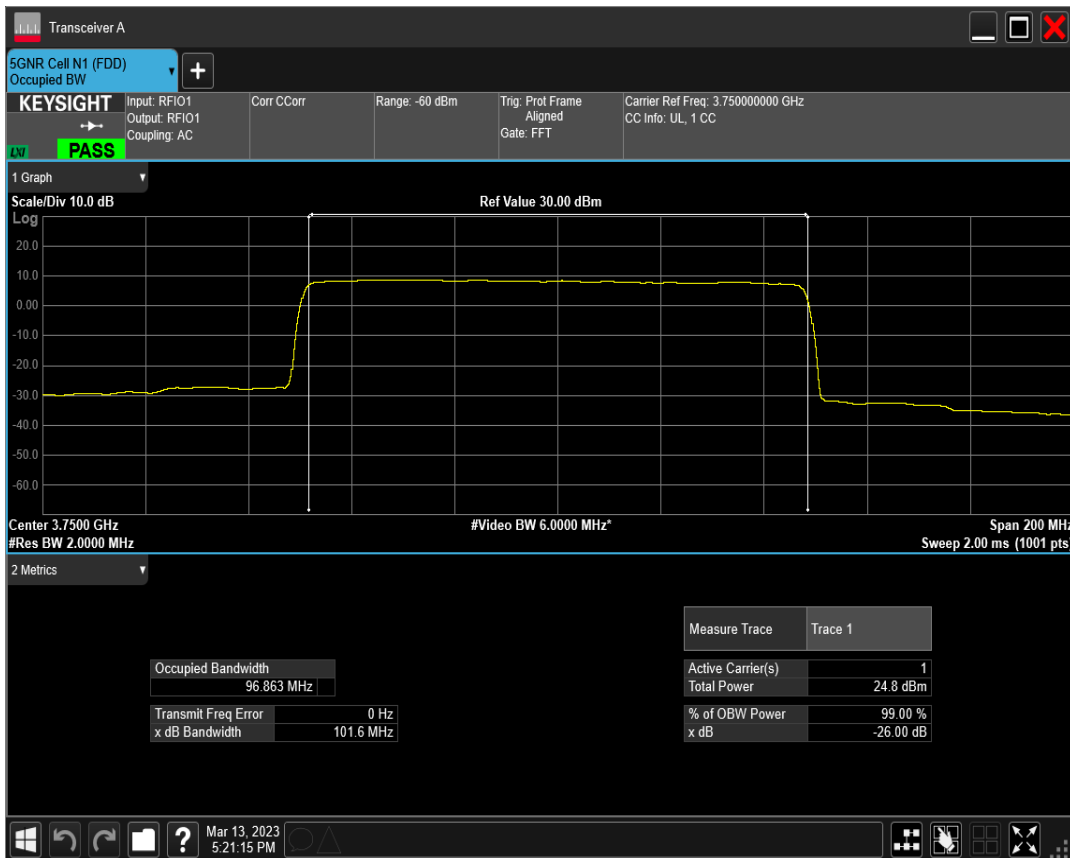 Transceiver A
5GNR Cell N1 (FDD)
Occupied BW
+
KEYSIGHT
LXI
PASS
Input: RFIO1
Output: RFIO1
Coupling: AC
Corr CCorr
Range: -60 dBm
Trig: Prot Frame
Aligned
Gate: FFT
Carrier Ref Freq: 3.750000000 GHz
CC Info: UL, 1 CC
1 Graph
Scale/Div 10.0 dB
Ref Value 30.00 dBm
Log
20.0
10.0
0.00
-10.0
-20.0
-30.0
-40.0
-50.0
-60.0
Center 3.7500 GHz
#Video BW 6.0000 MHz*
Span 200 MHz
#Res BW 2.0000 MHz
Sweep 2.00 ms (1001 pts)
2 Metrics
Measure Trace Trace 1
Occupied Bandwidth
96.863 MHz
Active Carrier(s) 1
Total Power 24.8 dBm
Transmit Freq Error 0 Hz
x dB Bandwidth 101.6 MHz
% of OBW Power 99.00 %
x dB -26.00 dB
?
Mar 13, 2023
5:21:15 PM